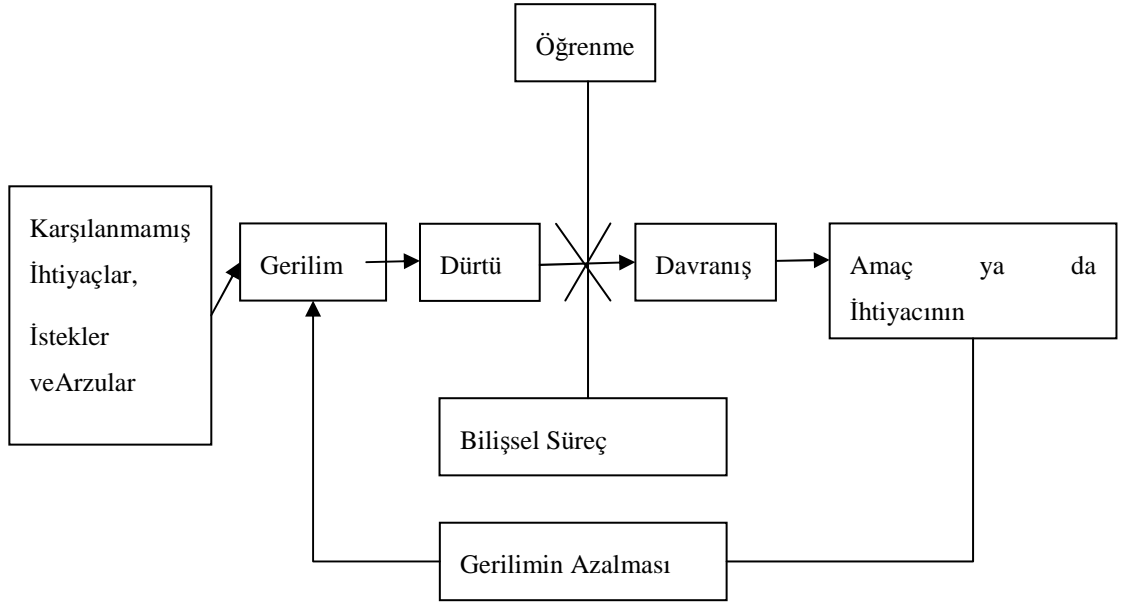 Öğrenme
Karşılanmamış
İhtiyaçlar,
İstekler
veArzular
Gerilim
Dürtü
Davranış
Amaç ya da
İhtiyacının
Bilişsel Süreç
Gerilimin Azalması